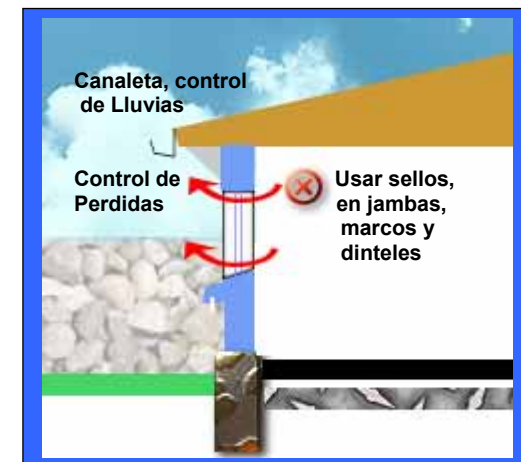 Canaleta, control
de Lluvias
Control de
Perdidas
Usar sellos,
en jambas,
marcos y
dinteles